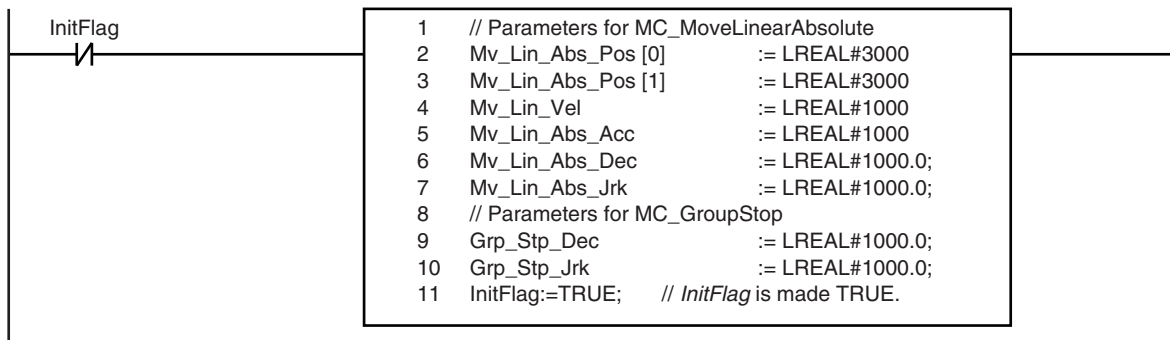 InitFlag
1 // Parameters for MC_MoveLinearAbsolute
2 Mv_Lin_Abs_Pos [0] := LREAL#3000
3 Mv_Lin_Abs_Pos [1] := LREAL#3000
4 Mv_Lin_Vel := LREAL#1000
5 Mv_Lin_Abs_Acc := LREAL#1000
6 Mv_Lin_Abs_Dec := LREAL#1000.0;
7 Mv_Lin_Abs_Jrk := LREAL#1000.0;
8 // Parameters for MC_GroupStop
9 Grp_Stp_Dec := LREAL#1000.0;
10 Grp_Stp_Jrk := LREAL#1000.0;
11 InitFlag:=TRUE; // InitFlag is made TRUE.